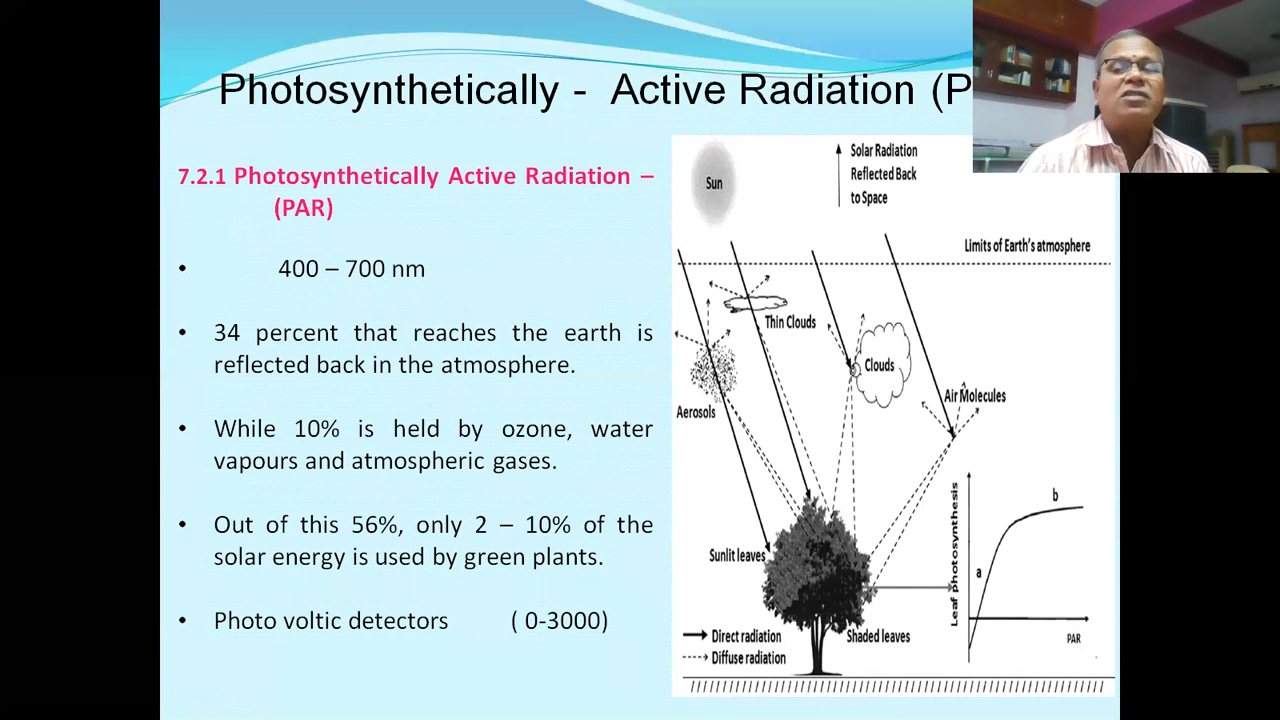 Photosynthetically - Active Radiation (P
7.2.1 Photosynthetically Active Radiation –
(PAR)
• 400 – 700 nm
• 34 percent that reaches the earth is
reflected back in the atmosphere.
• While 10% is held by ozone, water
vapours and atmospheric gases.
• Out of this 56%, only 2 – 10% of the
solar energy is used by green plants.
• Photo voltic detectors ( 0-3000)
Sun
Solar Radiation
Reflected Back
to Space
Limits of Earth's atmosphere
Thin Clouds
Clouds
Aerosols
Air Molecules
Sunlit leaves
Shaded leaves
Direct radiation
Diffuse radiation
Leaf photosynthesis
a
b
PAR